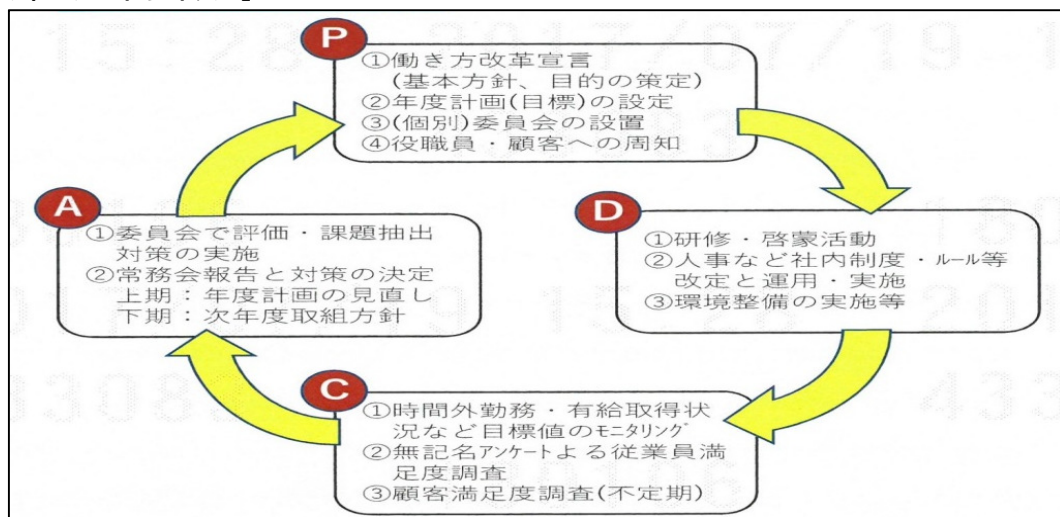 P
①働き方改革宣言
(基本方針、目的の策定)
②年度計画(目標)の設定
③(個別)委員会の設置
④役職員・顧客への周知
D
①研修・啓蒙活動
②人事など社内制度・ルール等
改定と運用・実施
③環境整備の実施等
C
①時間外勤務・有給取得状
況など目標値のモニタリング
②無記名アンケートよる従業員満
足度調査
③顧客満足度調査(不定期)
A
①委員会で評価・課題抽出
対策の実施
②常務会報告と対策の決定
上期：年度計画の見直し
下期：次年度取組方針
15:28
2017/07/19